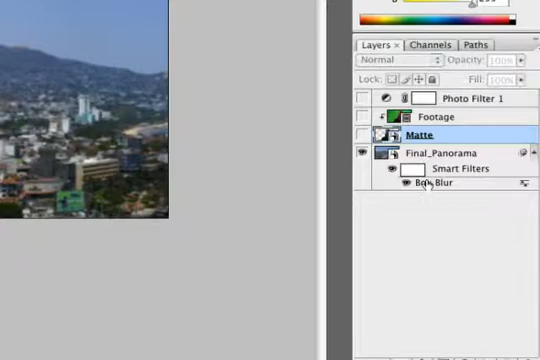 Layers × Channels Paths
Normal Opacity: 100%
Lock: Fill: 100%
Photo Filter 1
Footage
Matte
Final_Panorama
Smart Filters
Box Blur